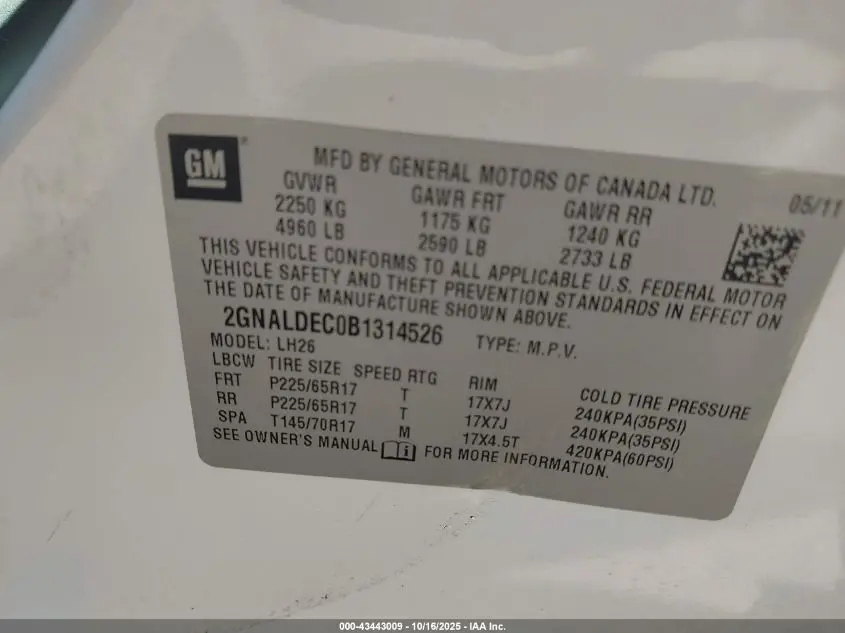 GM
MFD BY GENERAL MOTORS OF CANADA LTD.
05/11
GVWR GAWR FRT GAWR RR
2250 KG 1175 KG 1240 KG
4960 LB 2590 LB 2733 LB
THIS VEHICLE CONFORMS TO ALL APPLICABLE U.S. FEDERAL MOTOR
VEHICLE SAFETY AND THEFT PREVENTION STANDARDS IN EFFECT ON
THE DATE OF MANUFACTURE SHOWN ABOVE.
2GNALDEC0B1314526 TYPE: M.P.V.
MODEL: LH26
LBCW TIRE SIZE SPEED RTG RIM COLD TIRE PRESSURE
FRT P225/65R17 T 17X7J 240KPA(35PSI)
RR P225/65R17 T 17X7J 240KPA(35PSI)
SPA T145/70R17 M 17X4.5T 420KPA(60PSI)
SEE OWNER'S MANUAL FOR MORE INFORMATION.
000-43443009 - 10/16/2025 - IAA Inc.